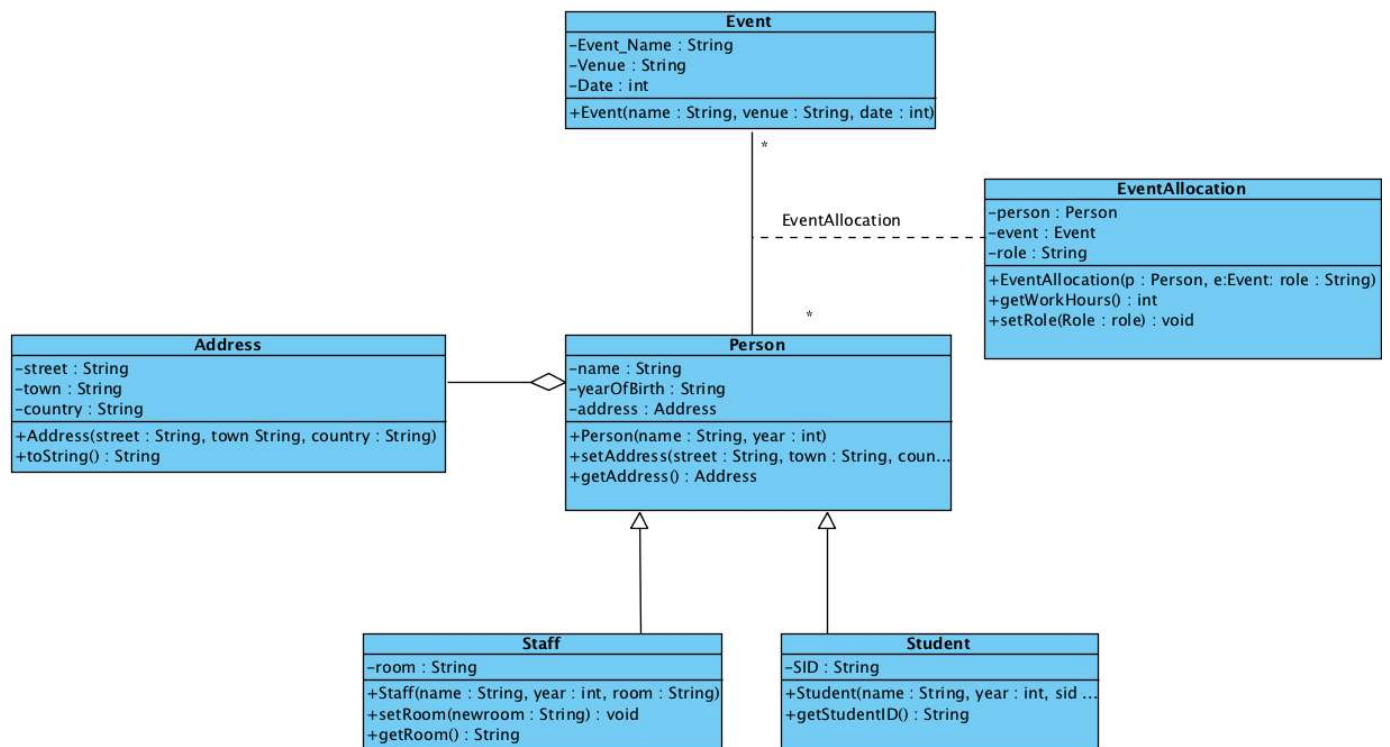 Event
-Event_Name : String
-Venue : String
-Date : int
+Event(name : String, venue : String, date : int)
*
EventAllocation
*
EventAllocation
-person : Person
-event : Event
-role : String
+EventAllocation(p : Person, e:Event: role : String)
+getWorkHours() : int
+setRole(Role : role) : void
Address
-street : String
-town : String
-country : String
+Address(street : String, town String, country : String)
+toString() : String
Person
-name : String
-yearOfBirth : String
-address : Address
+Person(name : String, year : int)
+setAddress(street : String, town : String, coun...
+getAddress() : Address
Staff
-room : String
+Staff(name : String, year : int, room : String)
+setRoom(newroom : String) : void
+getRoom() : String
Student
-SID : String
+Student(name : String, year : int, sid ...
+getStudentID() : String